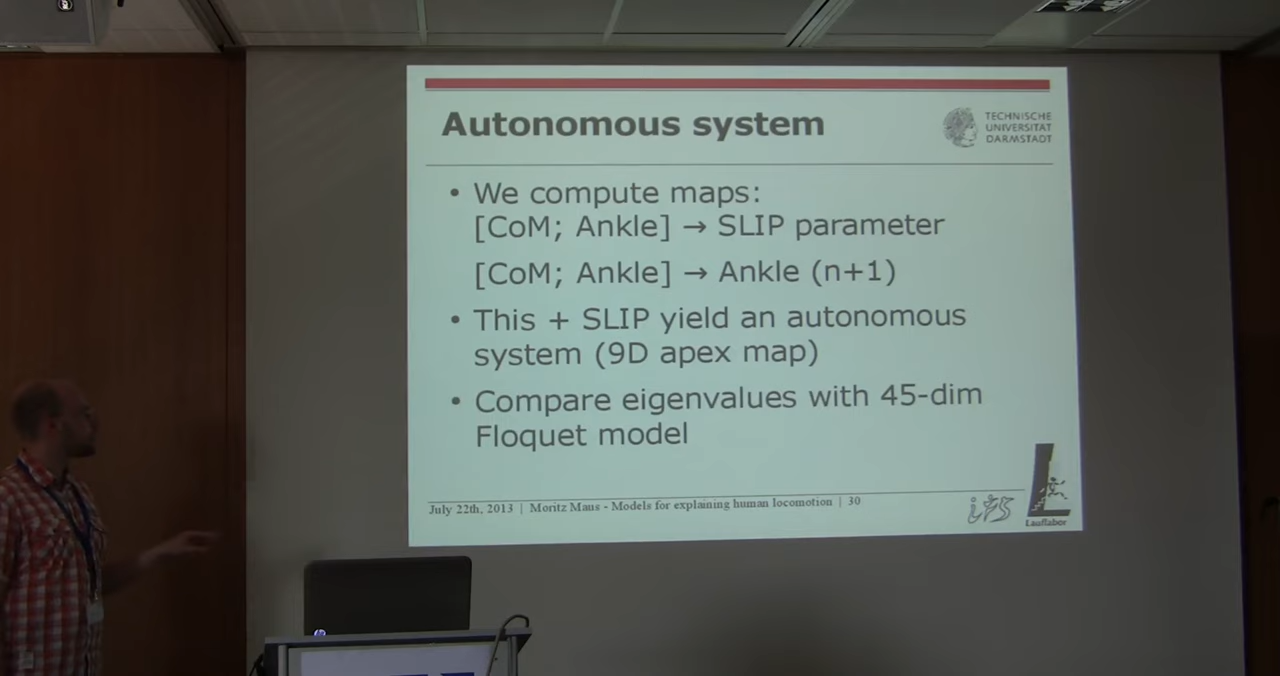 Autonomous system
TECHNISCHE
UNIVERSITÄT
DARMSTADT
• We compute maps:
[CoM; Ankle] → SLIP parameter
[CoM; Ankle] → Ankle (n+1)
• This + SLIP yield an autonomous
system (9D apex map)
• Compare eigenvalues with 45-dim
Floquet model
July 22th, 2013 | Moritz Maus - Models for explaining human locomotion | 30
Lauflabor
hp